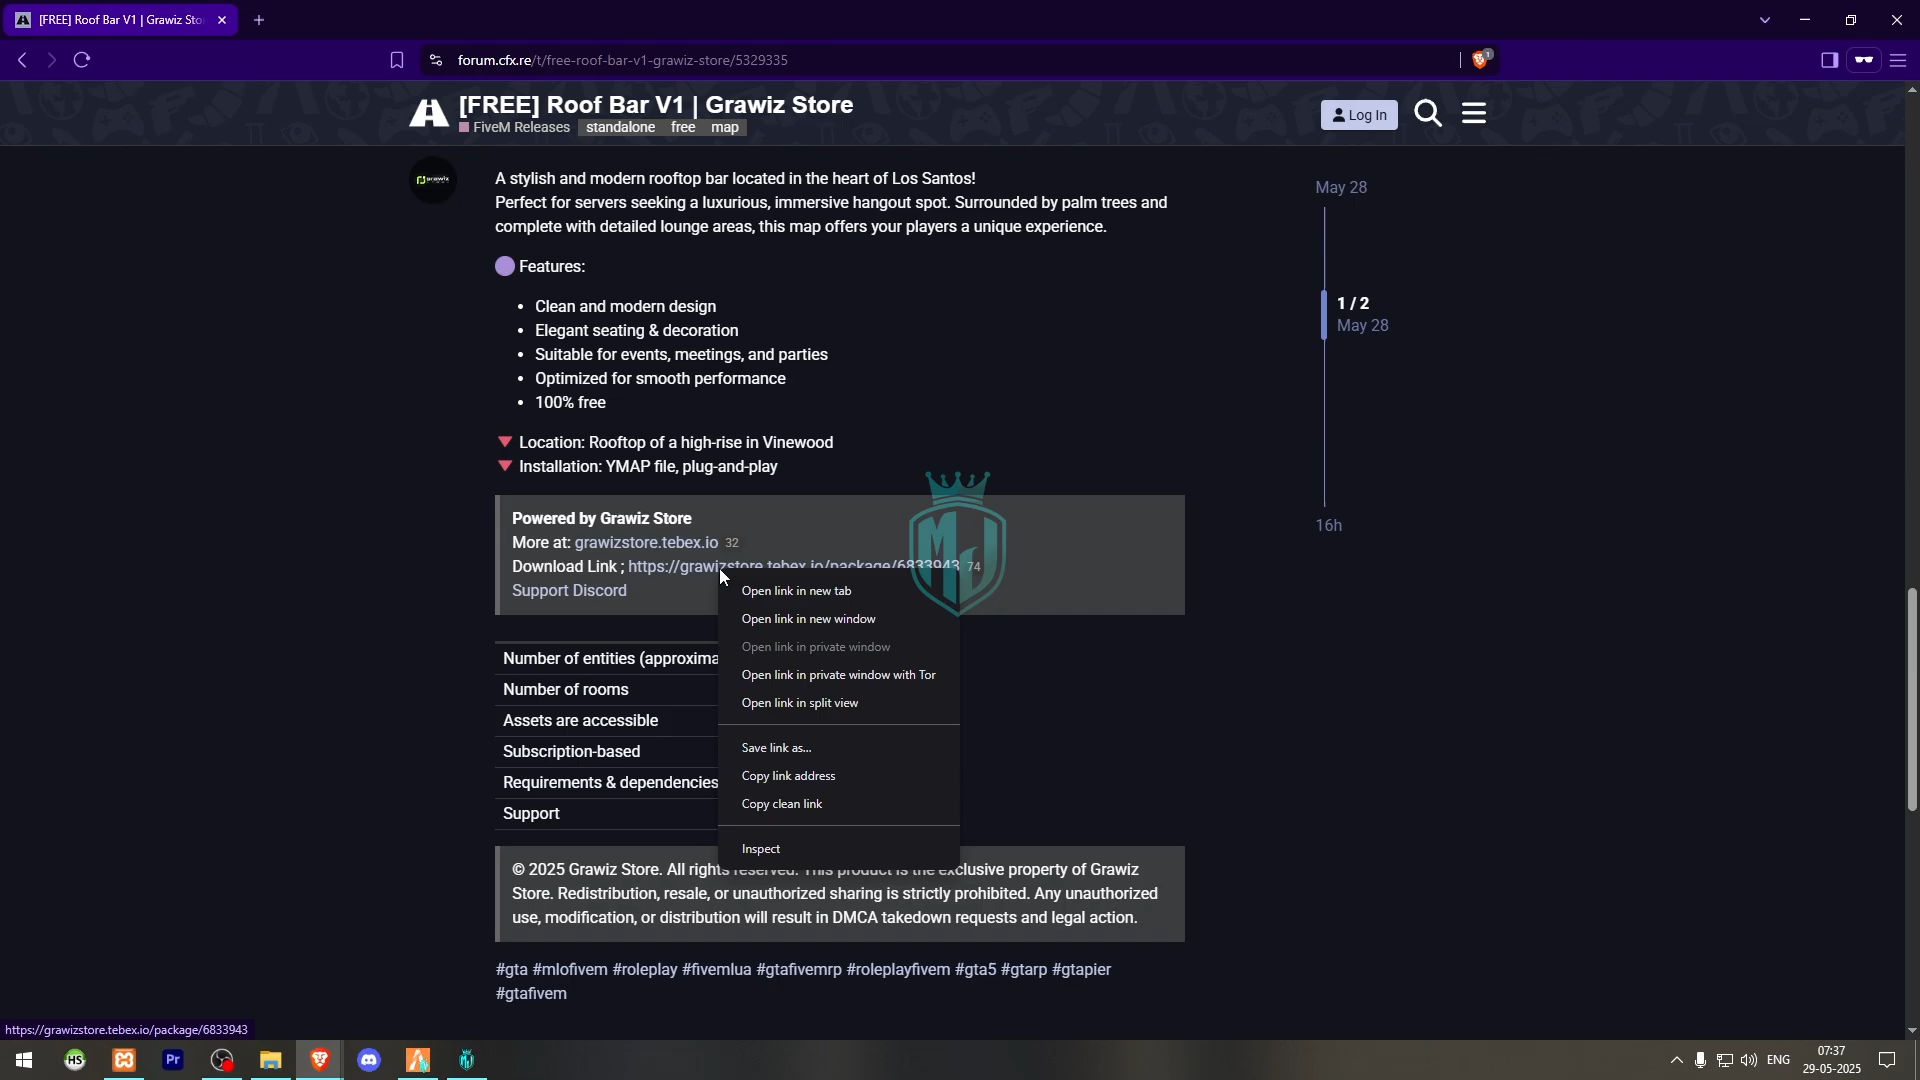 [FREE] Roof Bar V1 | Grawiz Sto
forum.cfx.re/t/free-roof-bar-v1-grawiz-store/5329335
1
[FREE] Roof Bar V1 | Grawiz Store
FiveM Releases standalone free map
Log In
grawiz
A stylish and modern rooftop bar located in the heart of Los Santos!
Perfect for servers seeking a luxurious, immersive hangout spot. Surrounded by palm trees and
complete with detailed lounge areas, this map offers your players a unique experience.
Features:
• Clean and modern design
• Elegant seating & decoration
• Suitable for events, meetings, and parties
• Optimized for smooth performance
• 100% free
Location: Rooftop of a high-rise in Vinewood
Installation: YMAP file, plug-and-play
May 28
1 / 2
May 28
16h
Powered by Grawiz Store
More at: grawizstore.tebex.io 32
Download Link ; https://grawizstore.tebex.io/package/6833943 74
Support Discord
MJ
Open link in new tab
Open link in new window
Open link in private window
Open link in private window with Tor
Open link in split view
Save link as...
Copy link address
Copy clean link
Inspect
Number of entities (approxima
Number of rooms
Assets are accessible
Subscription-based
Requirements & dependencies
Support
© 2025 Grawiz Store. All rights reserved. This product is the exclusive property of Grawiz
Store. Redistribution, resale, or unauthorized sharing is strictly prohibited. Any unauthorized
use, modification, or distribution will result in DMCA takedown requests and legal action.
#gta #mlofivem #roleplay #fivemlua #gtafivemrp #roleplayfivem #gta5 #gtarp #gtapier
#gtafivem
https://grawizstore.tebex.io/package/6833943
HS
Pr
ENG
07:37
29-05-2025